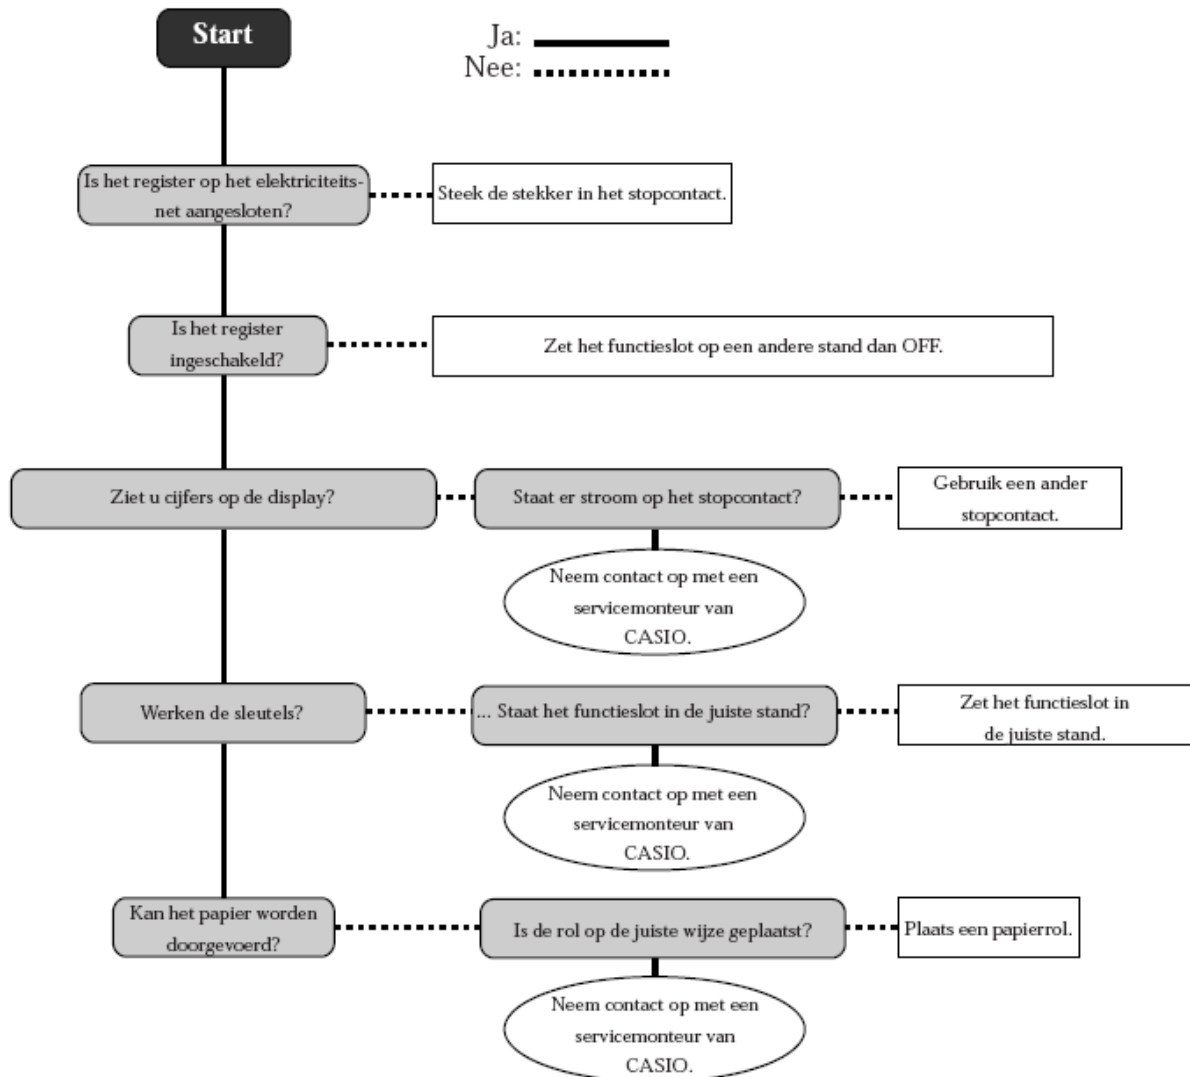 Start
Ja:
Nee:
Is het register op het elektriciteits-
net aangesloten?
Steek de stekker in het stopcontact.
Is het register
ingeschakeld?
Zet het functieslot op een andere stand dan OFF.
Ziet u cijfers op de display?
Staat er stroom op het stopcontact?
Gebruik een ander
stopcontact.
Neem contact op met een
servicemonteur van
CASIO.
Werken de sleutels?
... Staat het functieslot in de juiste stand?
Zet het functieslot in
de juiste stand.
Neem contact op met een
servicemonteur van
CASIO.
Kan het papier worden
doorgevoerd?
Is de rol op de juiste wijze geplaatst?
Plaats een papierrol.
Neem contact op met een
servicemonteur van
CASIO.